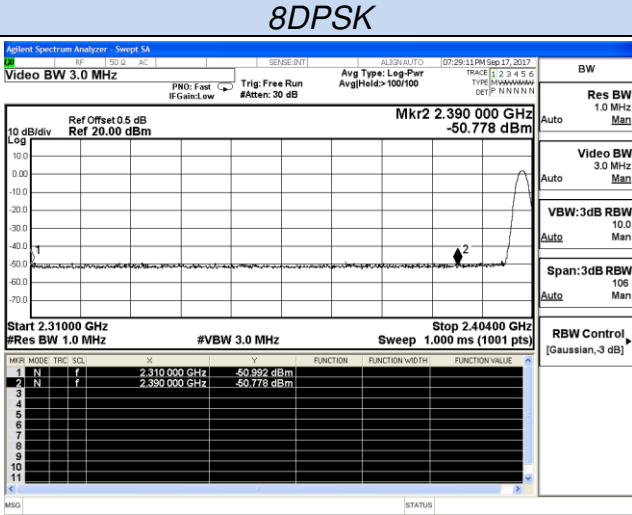 8DPSK
Agilent Spectrum Analyzer - Swept SA
RF 50 Ω AC SENSE:INT ALIGN AUTO 07:29:11 PM Sep 17, 2017
Video BW 3.0 MHz
PNO: Fast Trig: Free Run Avg Type: Log-Pwr TRACE 1 2 3 4 5 6
IFGain:Low #Atten: 30 dB Avg|Hold:> 100/100 TYPE M WWWWW
DET P N N N N N
Mkr2 2.390 000 GHz
-50.778 dBm
Ref Offset 0.5 dB
10 dB/div Ref 20.00 dBm
Log
10.0
0.00
-10.0
-20.0
-30.0
-40.0
-50.0
-60.0
-70.0
1
2
Start 2.31000 GHz Stop 2.40400 GHz
#Res BW 1.0 MHz #VBW 3.0 MHz Sweep 1.000 ms (1001 pts)
MKR MODE TRC SCL X Y FUNCTION FUNCTION WIDTH FUNCTION VALUE
1 N f 2.310 000 GHz -50.992 dBm
2 N f 2.390 000 GHz -50.778 dBm
3
4
5
6
7
8
9
10
11
MSG STATUS
BW
Res BW
1.0 MHz
Auto Man
Video BW
3.0 MHz
Auto Man
VBW:3dB RBW
10.0
Auto Man
Span:3dB RBW
106
Auto Man
RBW Control
[Gaussian,-3 dB]